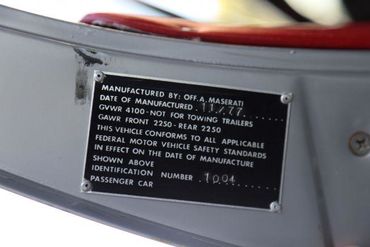 MANUFACTURED BY: OFF. A. MASERATI
DATE OF MANUFACTURED. 11/77
GVWR 4100-NOT FOR TOWING TRAILERS
GAWR FRONT 2250-REAR 2250
THIS VEHICLE CONFORMS TO ALL APPLICABLE
FEDERAL MOTOR VEHICLE SAFETY STANDARDS
IN EFFECT ON THE DATE OF MANUFACTURE
SHOWN ABOVE
IDENTIFICATION NUMBER. 1004
PASSENGER CAR